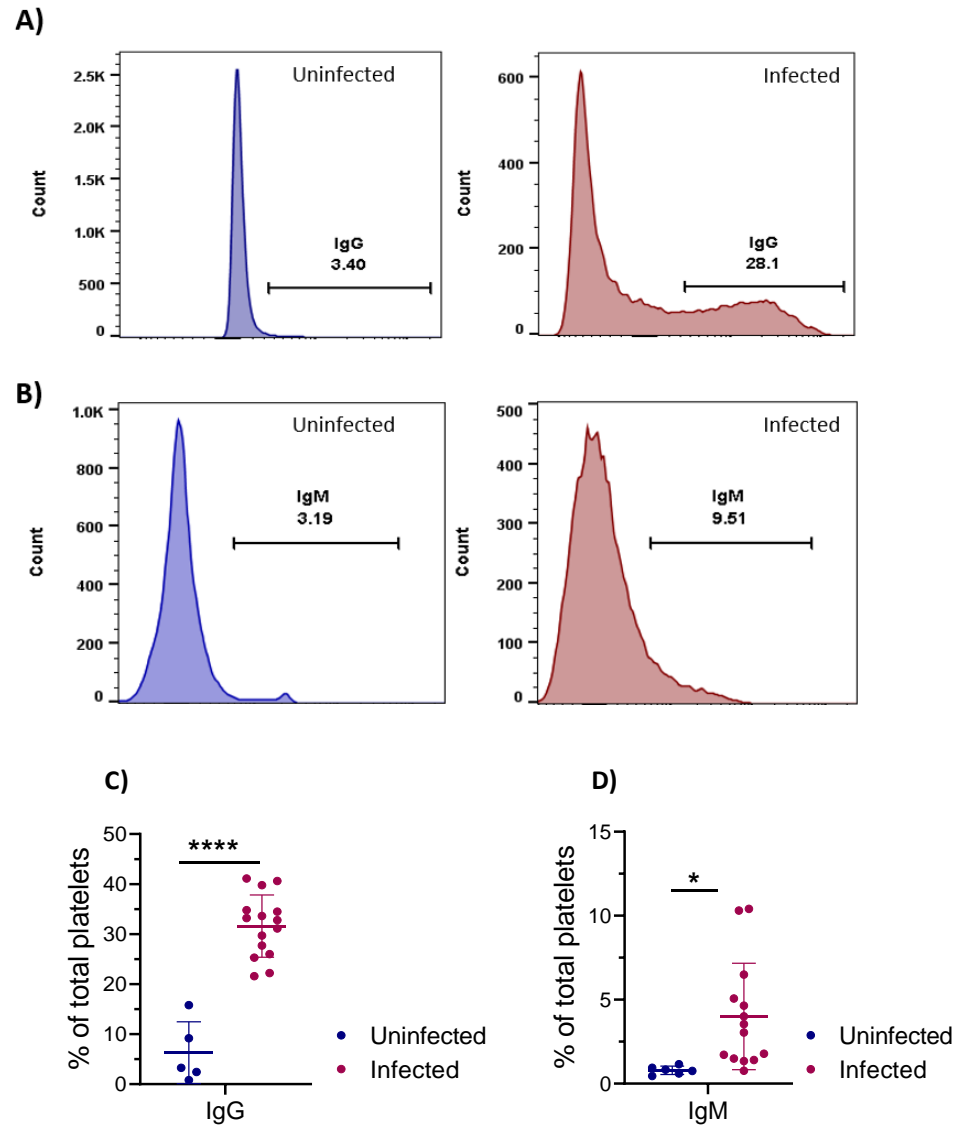 A)
Uninfected
2.5K
2.0K
1.5K
1.0K
500
0
Count
IgG
3.40
Infected
600
400
200
0
Count
IgG
28.1
B)
Uninfected
1.0K
800
600
400
200
0
Count
IgM
3.19
Infected
500
400
300
200
100
0
Count
IgM
9.51
C)
50
40
30
20
10
0
% of total platelets
****
IgG
Uninfected
Infected
D)
15
10
5
0
% of total platelets
*
IgM
Uninfected
Infected